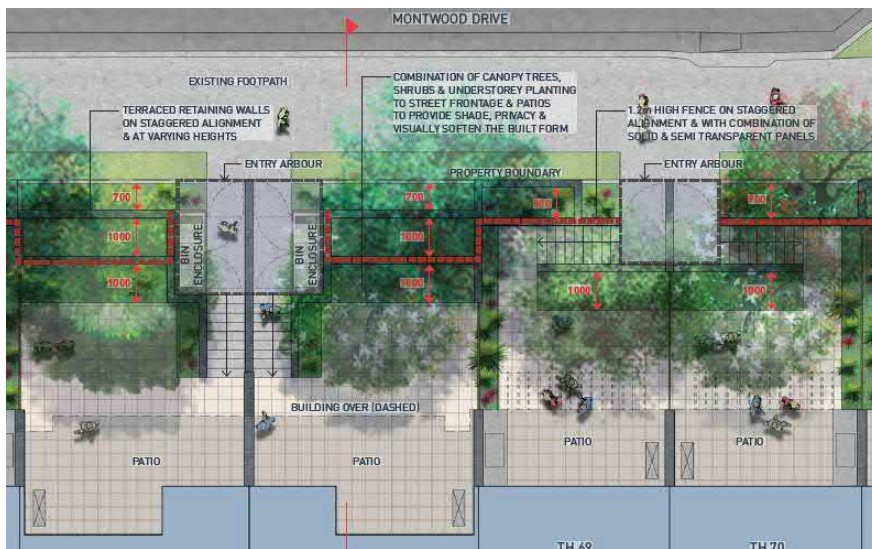 MONTWOOD DRIVE
EXISTING FOOTPATH
COMBINATION OF CANOPY TREES,
SHRUBS & UNDERSTOREY PLANTING
TO STREET FRONTAGE & PATIOS
TO PROVIDE SHADE, PRIVACY &
VISUALLY SOFTEN THE BUILT FORM
TERRACED RETAINING WALLS
ON STAGGERED ALIGNMENT
& AT VARYING HEIGHTS
1.2m HIGH FENCE ON STAGGERED
ALIGNMENT & WITH COMBINATION OF
SOLID & SEMI TRANSPARENT PANELS
ENTRY ARBOUR
PROPERTY BOUNDARY
ENTRY ARBOUR
700
700
700
1000
BIN
ENCLOSURE
BIN
ENCLOSURE
1000
1000
1000
1000
1000
BUILDING OVER (DASHED)
PATIO
PATIO
PATIO
PATIO
TH 69
TH 70